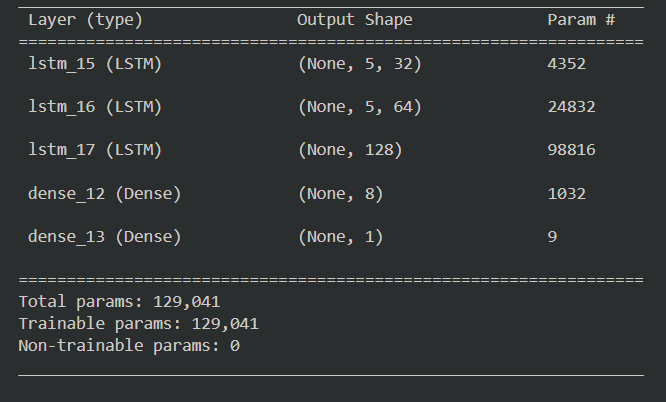 Layer (type) Output Shape Param #
=================================================================
lstm_15 (LSTM) (None, 5, 32) 4352
lstm_16 (LSTM) (None, 5, 64) 24832
lstm_17 (LSTM) (None, 128) 98816
dense_12 (Dense) (None, 8) 1032
dense_13 (Dense) (None, 1) 9
=================================================================
Total params: 129,041
Trainable params: 129,041
Non-trainable params: 0